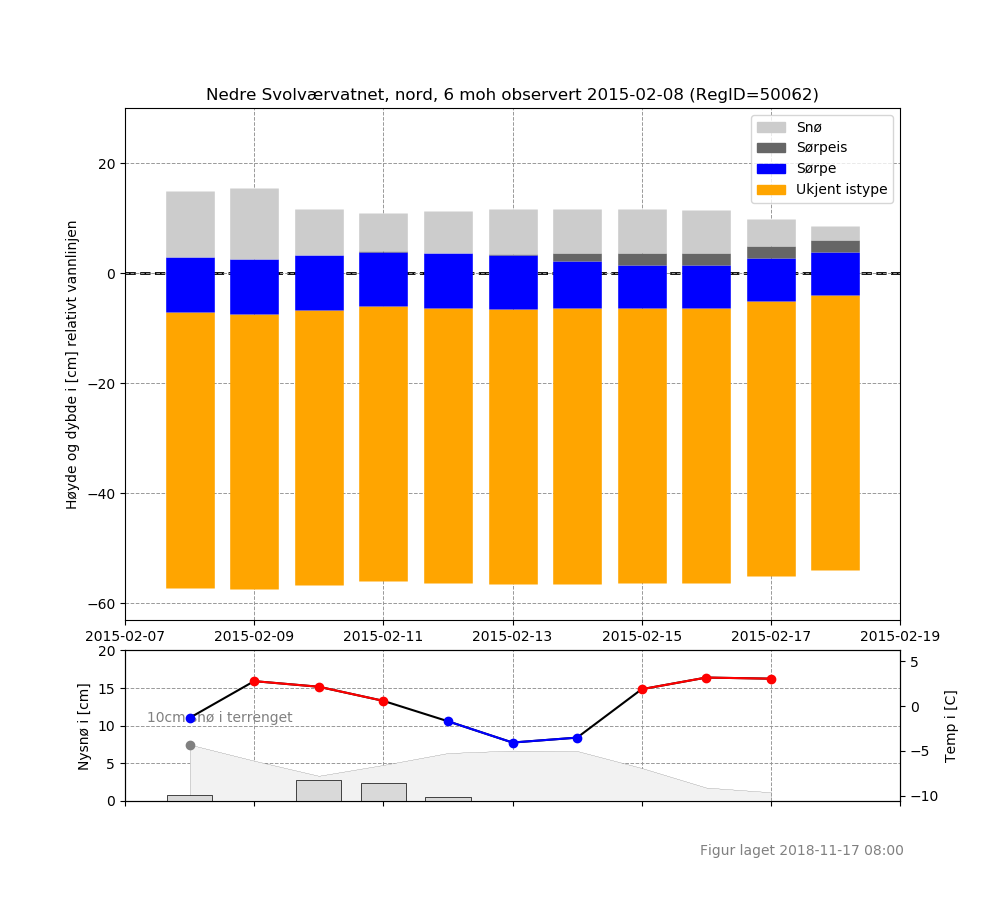 Nedre Svolværvatnet, nord, 6 moh observert 2015-02-08 (RegID=50062)
Snø
Sørpeis
Sørpe
Ukjent istype
Høyde og dybde i [cm] relativt vannlinjen
20
0
−20
−40
−60
2015-02-07 2015-02-09 2015-02-11 2015-02-13 2015-02-15 2015-02-17 2015-02-19
Nysnø i [cm]
20
15
10
5
0
10cm snø i terrenget
5
0
−5
−10
Temp i [C]
Figur laget 2018-11-17 08:00